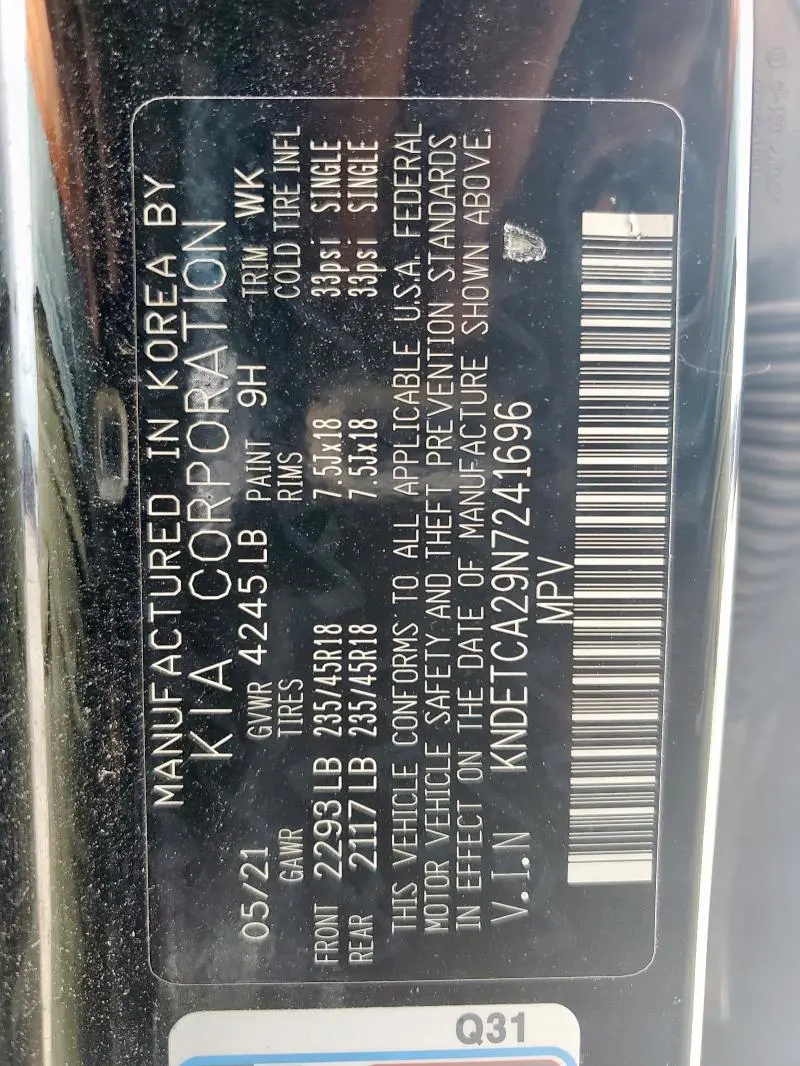 MANUFACTURED IN KOREA BY
KIA CORPORATION
05/21 GVWR 4245LB PAINT 9H TRIM WK
GAWR TIRES RIMS COLD TIRE INFL
FRONT 2293LB 235/45R18 7.5Jx18 33psi SINGLE
REAR 2117LB 235/45R18 7.5Jx18 33psi SINGLE
THIS VEHICLE CONFORMS TO ALL APPLICABLE U.S.A. FEDERAL
MOTOR VEHICLE SAFETY AND THEFT PREVENTION STANDARDS
IN EFFECT ON THE DATE OF MANUFACTURE SHOWN ABOVE.
V.I.N KNDETCA29N7241696
MPV
Q31